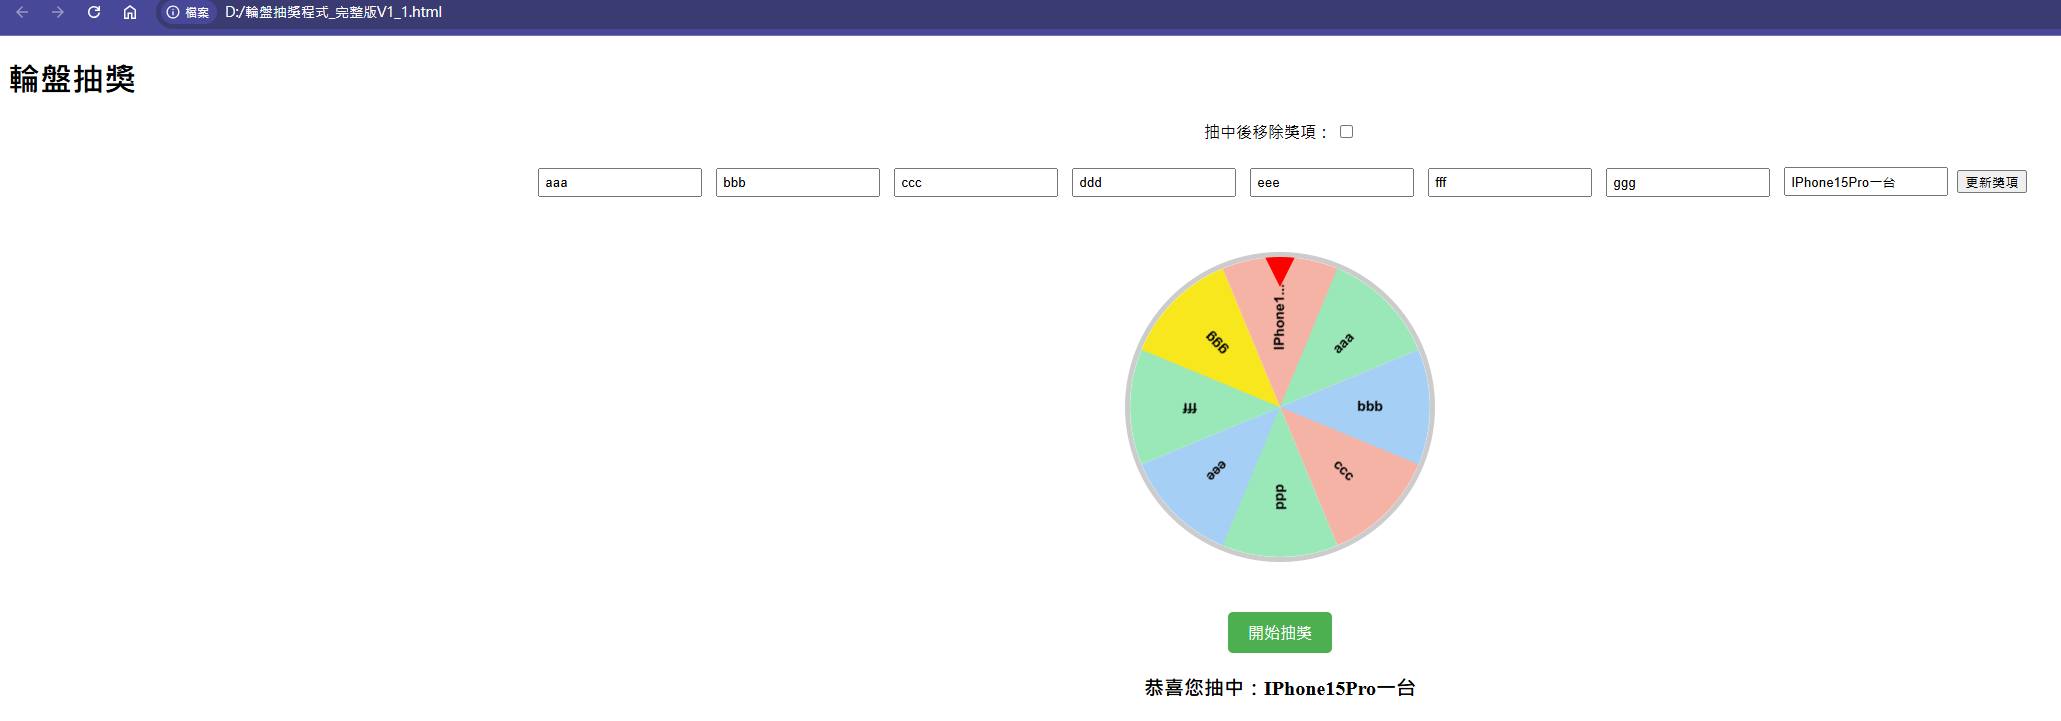 檔案 D:/輪盤抽獎程式_完整版V1_1.html
輪盤抽獎
抽中後移除獎項：
aaa bbb ccc ddd eee fff ggg IPhone15Pro一台 更新獎項
IPhone1...
aaa
bbb
ccc
ddd
eee
fff
ggg
開始抽獎
恭喜您抽中：IPhone15Pro一台